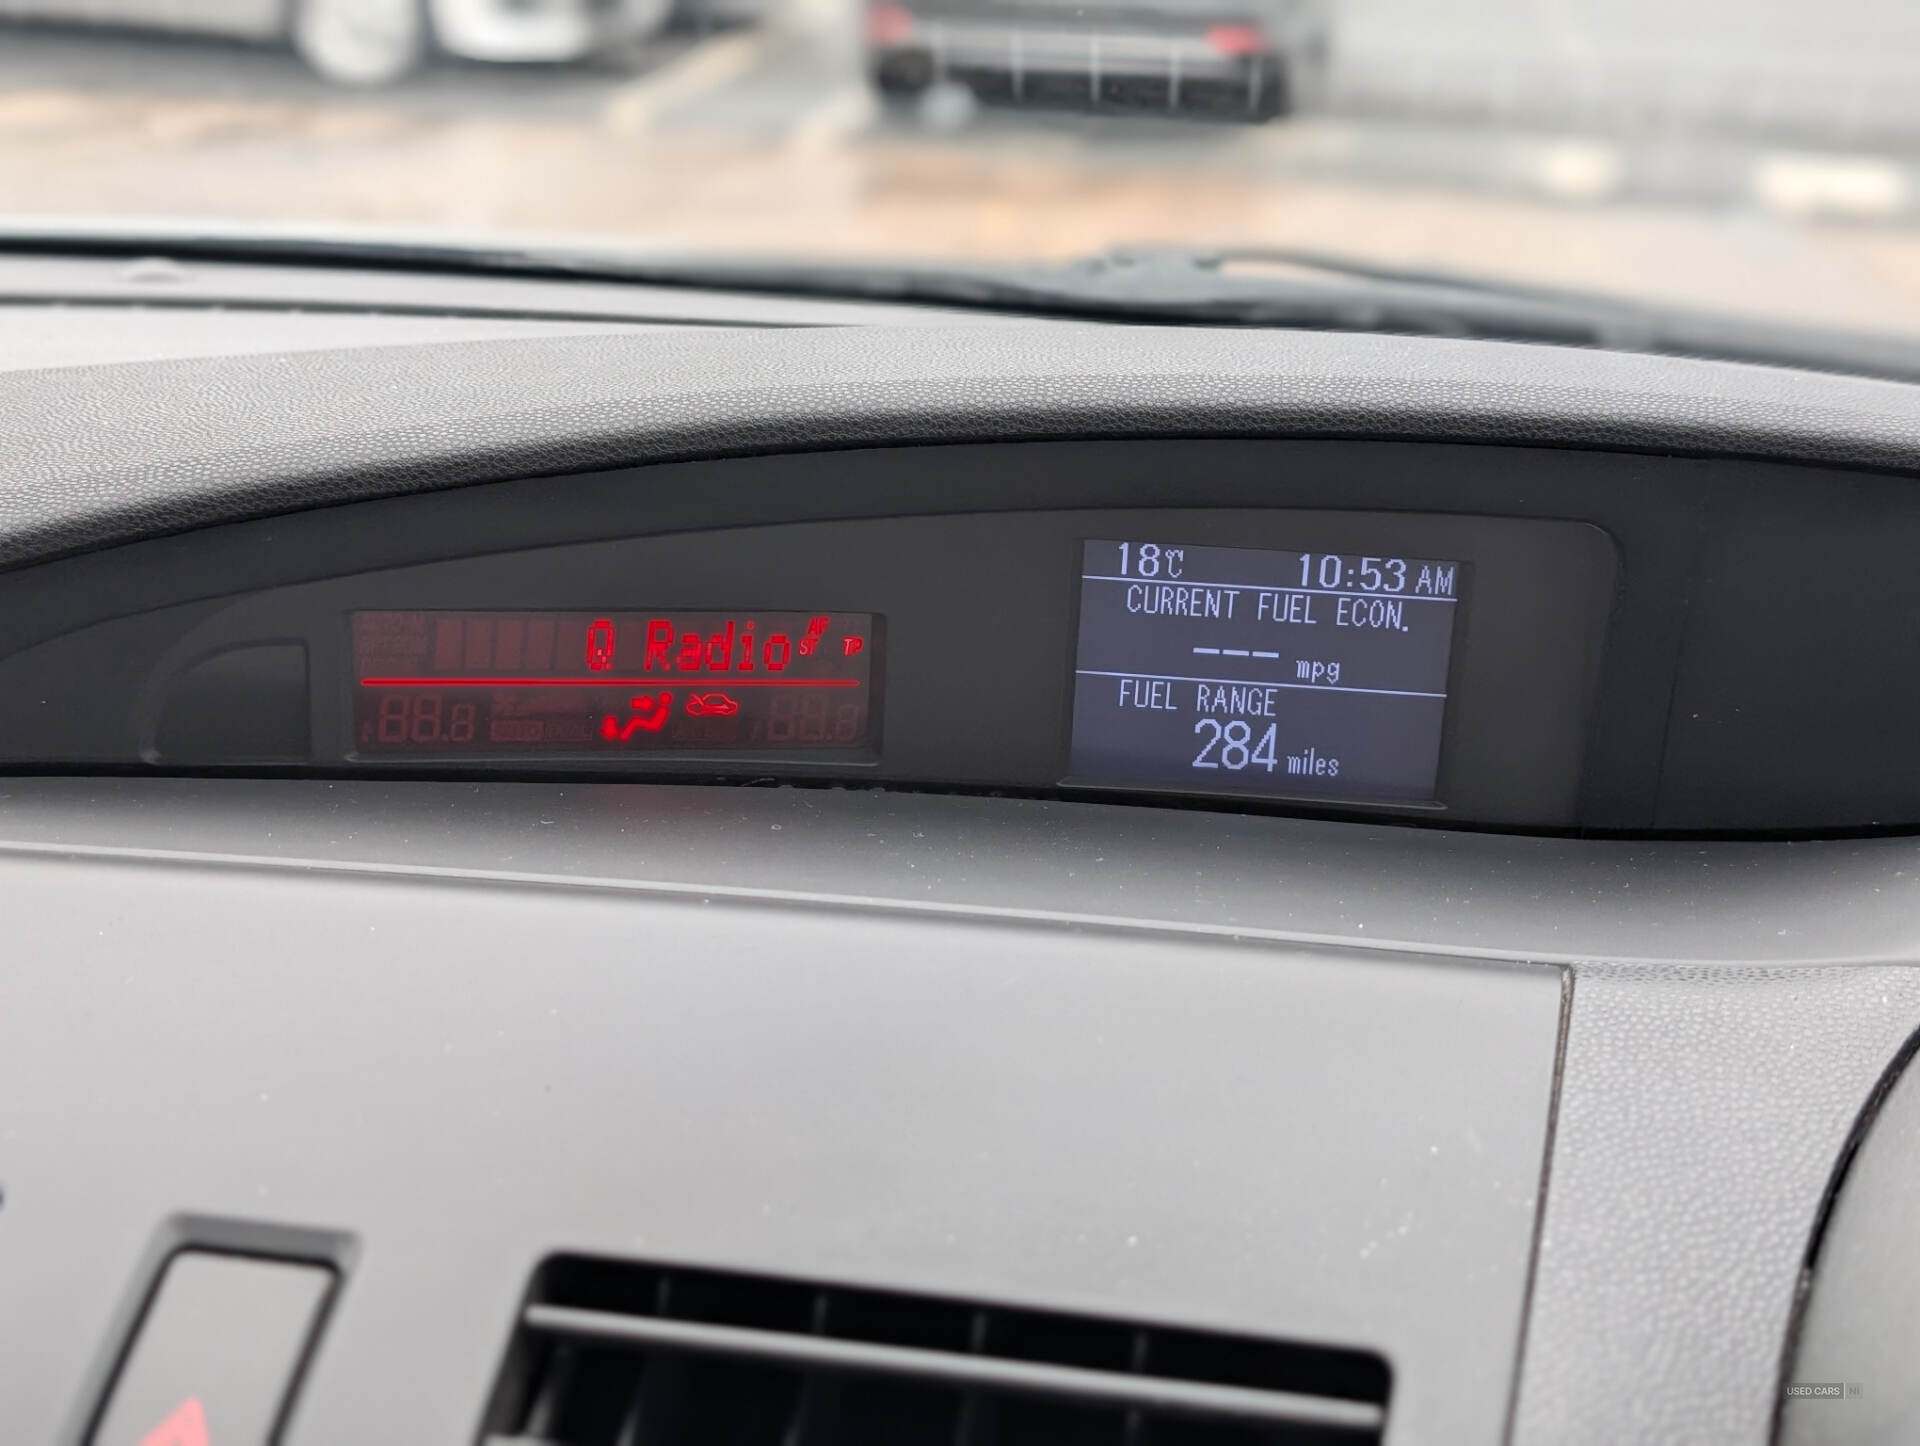 18℃ 10:53 AM
CURRENT FUEL ECON.
--- mpg
FUEL RANGE
284 miles
Q Radio AF ST TP
USED CARS NI